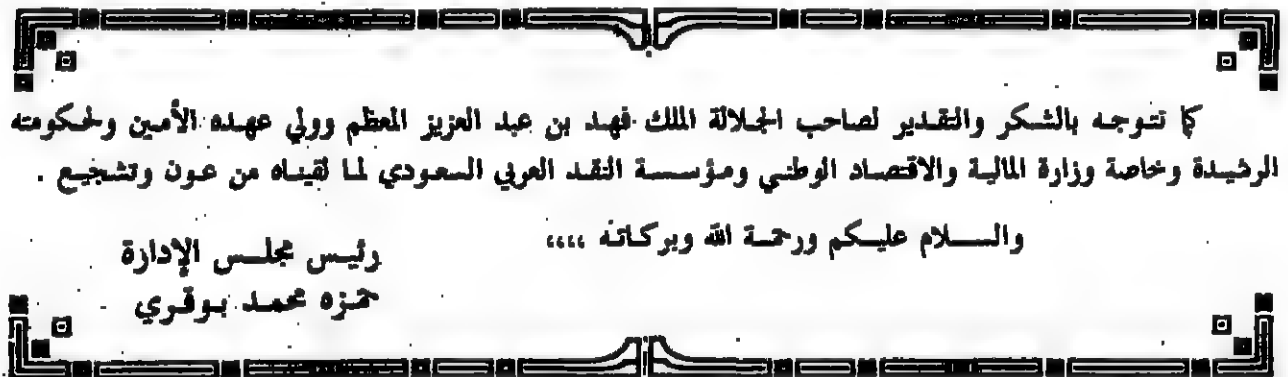 كما تتوجه بالشكر والتقدير لصاحب الجلالة الملك فهد بن عبد العزيز المعظم وولي عهده الأمين ولحكومته
الرشيدة وخاصة وزارة المالية والاقتصاد الوطني ومؤسسة النقد العربي السعودي لما لقيناه من عون وتشجيع .
والسلام عليكم ورحمة الله وبركاته ،،،،
رئيس مجلس الإدارة
حمزه محمد بوقري